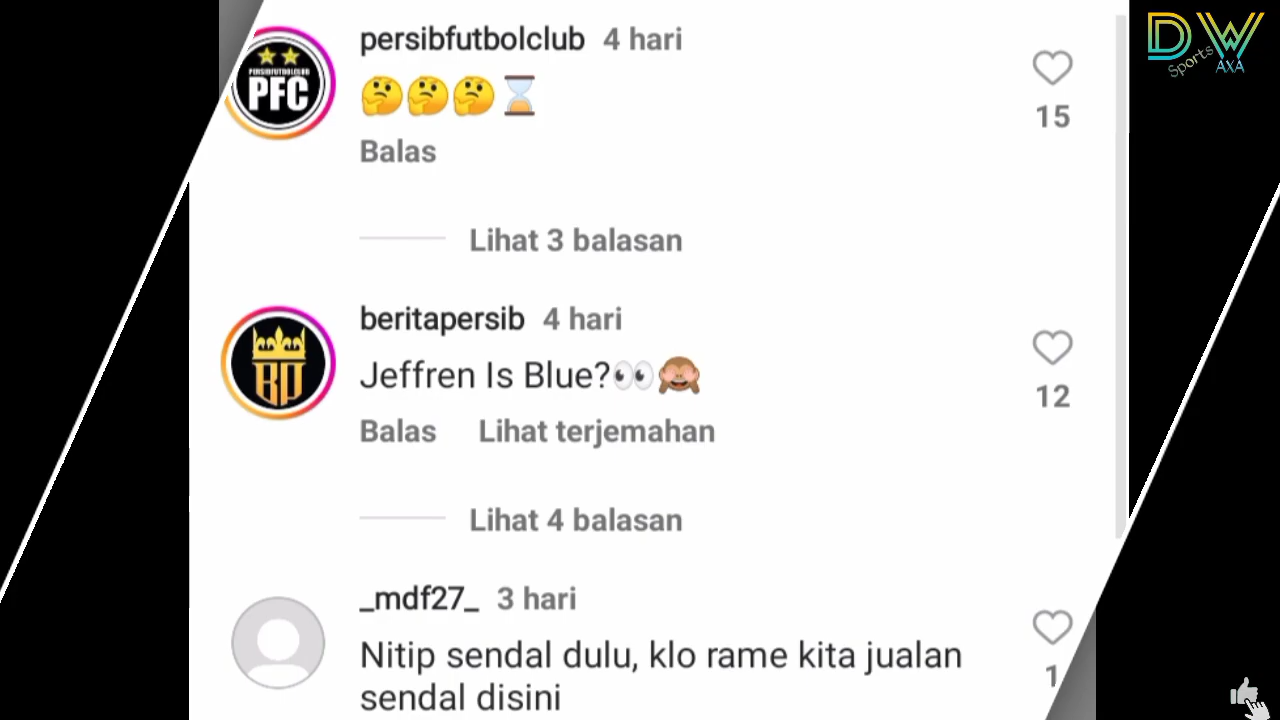 persibfutbolclub 4 hari
🤔🤔🤔⏳
15
Balas
Lihat 3 balasan
beritapersib 4 hari
Jeffren Is Blue?👀🙈
12
Balas Lihat terjemahan
Lihat 4 balasan
_mdf27_ 3 hari
Nitip sendal dulu, klo rame kita jualan
sendal disini
1
PERSIBFUTBOLCLUB
PFC
BP
DW
Sports
AXA